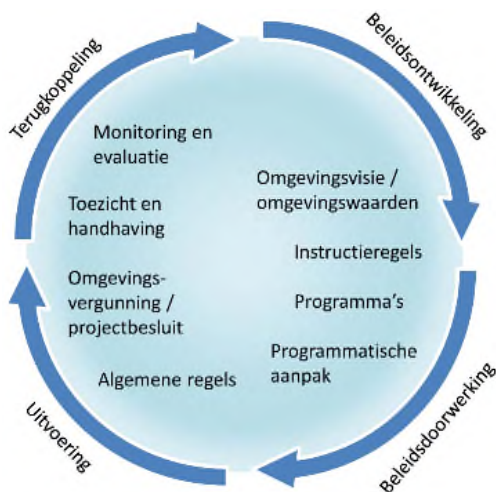 Terugkoppeling
Beleidsontwikkeling
Monitoring en
evaluatie
Omgevingsvisie /
omgevingswaarden
Toezicht en
handhaving
Instructieregels
Omgevings-
vergunning /
projectbesluit
Programma's
Programmatische
aanpak
Algemene regels
Uitvoering
Beleidsdoorwerking